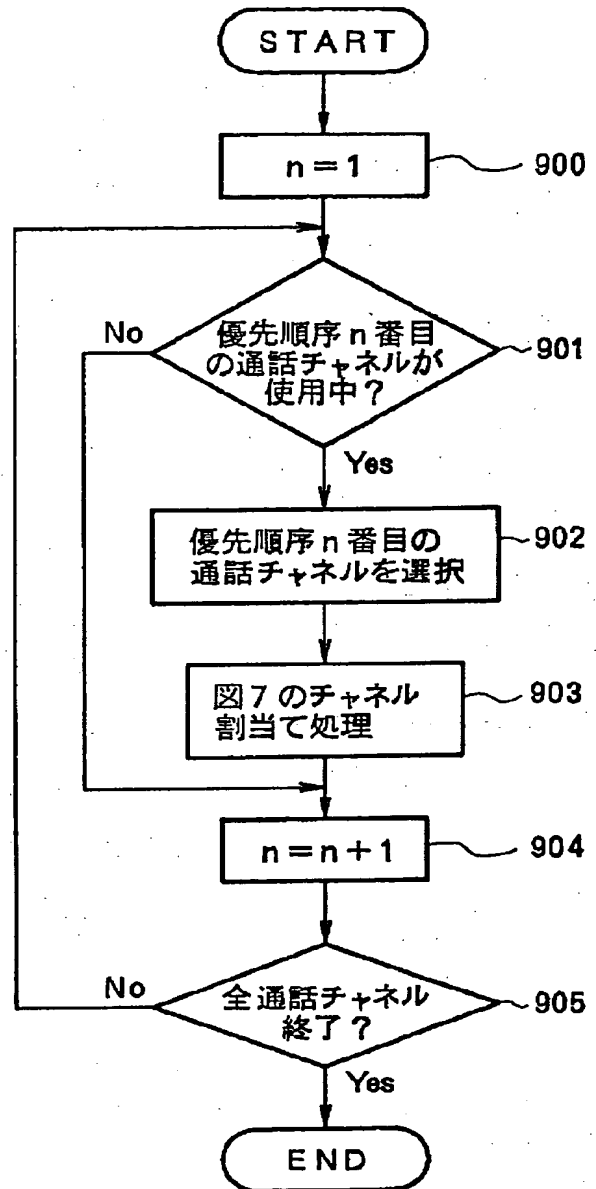 START
n=1
900
優先順序n番目
の通話チャネルが
使用中?
901
No
Yes
優先順序n番目の
通話チャネルを選択
902
図7のチャネル
割当て処理
903
n=n+1
904
No
全通話チャネル
終了?
905
Yes
END